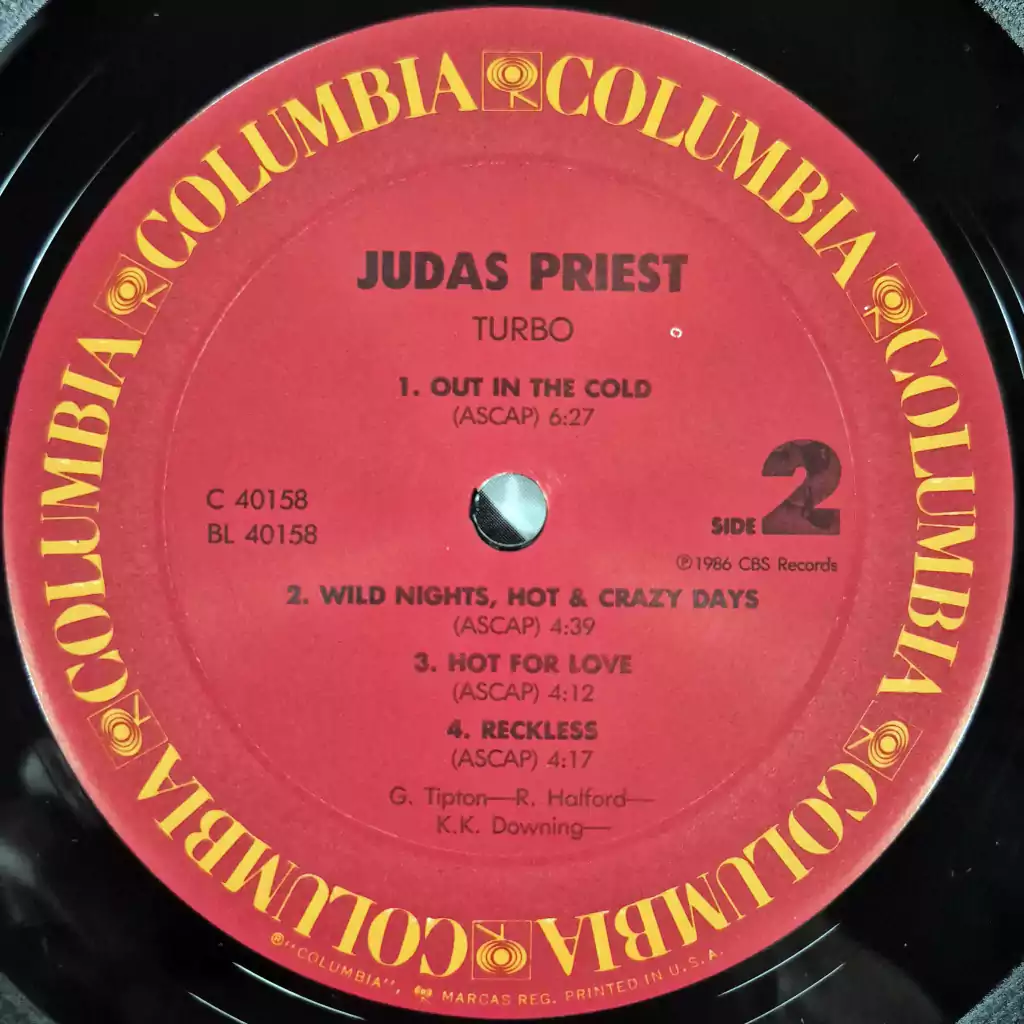 COLUMBIA COLUMBIA COLUMBIA COLUMBIA COLUMBIA COLUMBIA
JUDAS PRIEST
TURBO
1. OUT IN THE COLD
(ASCAP) 6:27
C 40158
BL 40158
SIDE 2
℗ 1986 CBS Records
2. WILD NIGHTS, HOT & CRAZY DAYS
(ASCAP) 4:39
3. HOT FOR LOVE
(ASCAP) 4:12
4. RECKLESS
(ASCAP) 4:17
G. Tipton—R. Halford—
K.K. Downing—
®"COLUMBIA", MARCAS REG. PRINTED IN U.S.A.